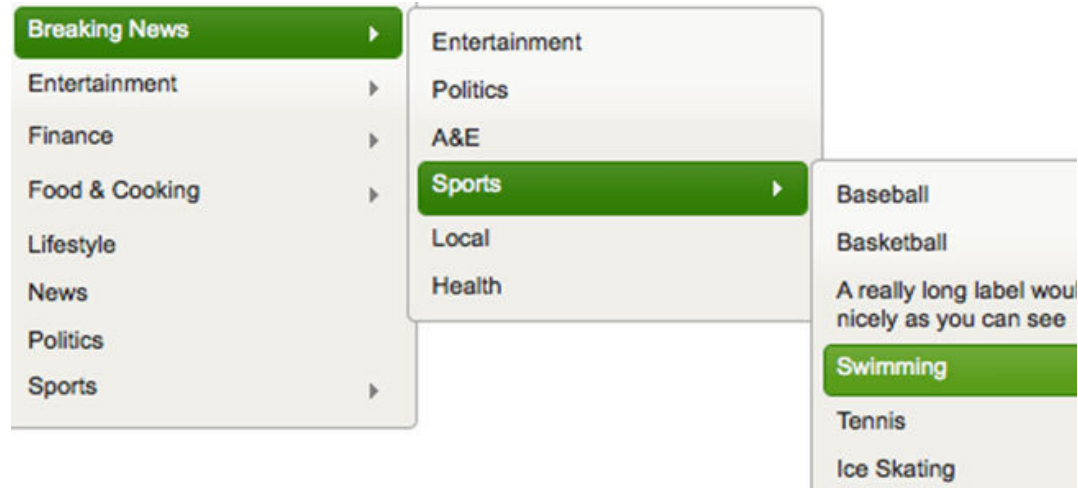 Breaking News
Entertainment
Finance
Food & Cooking
Lifestyle
News
Politics
Sports
Entertainment
Politics
A&E
Sports
Local
Health
Baseball
Basketball
A really long label woul
nicely as you can see
Swimming
Tennis
Ice Skating